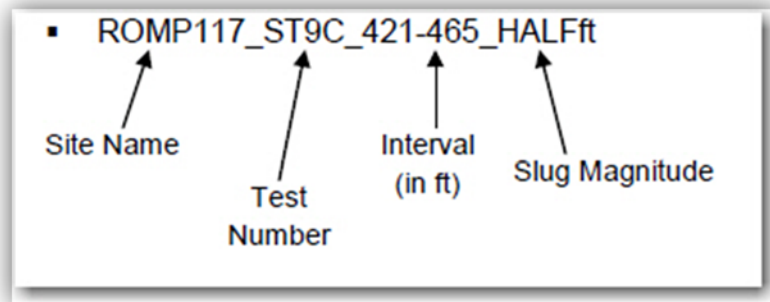 ▪ ROMP117_ST9C_421-465_HALFft
Site Name
Test
Number
Interval
(in ft)
Slug Magnitude